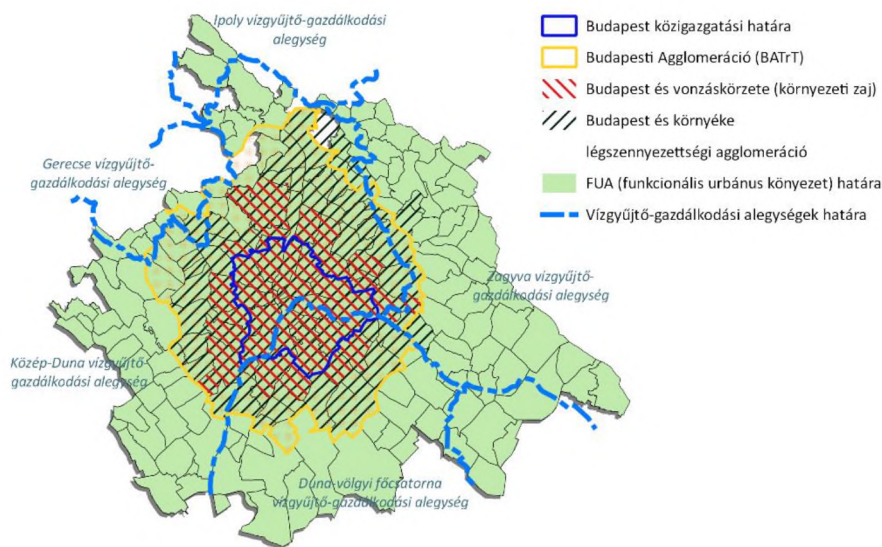 Ipoly vízgyűjtő-gazdálkodási
alegység
Gerecse vízgyűjtő-
gazdálkodási alegység
Zagyva vízgyűjtő-
gazdálkodási alegység
Közép-Duna vízgyűjtő-
gazdálkodási alegység
Duna-völgyi főcsatorna
vízgyűjtő-gazdálkodási alegység
Budapest közigazgatási határa
Budapesti Agglomeráció (BATrT)
Budapest és vonzáskörzete (környezeti zaj)
Budapest és környéke
légszennyezettségi agglomeráció
FUA (funkcionális urbánus könyezet) határa
Vízgyűjtő-gazdálkodási alegységek határa